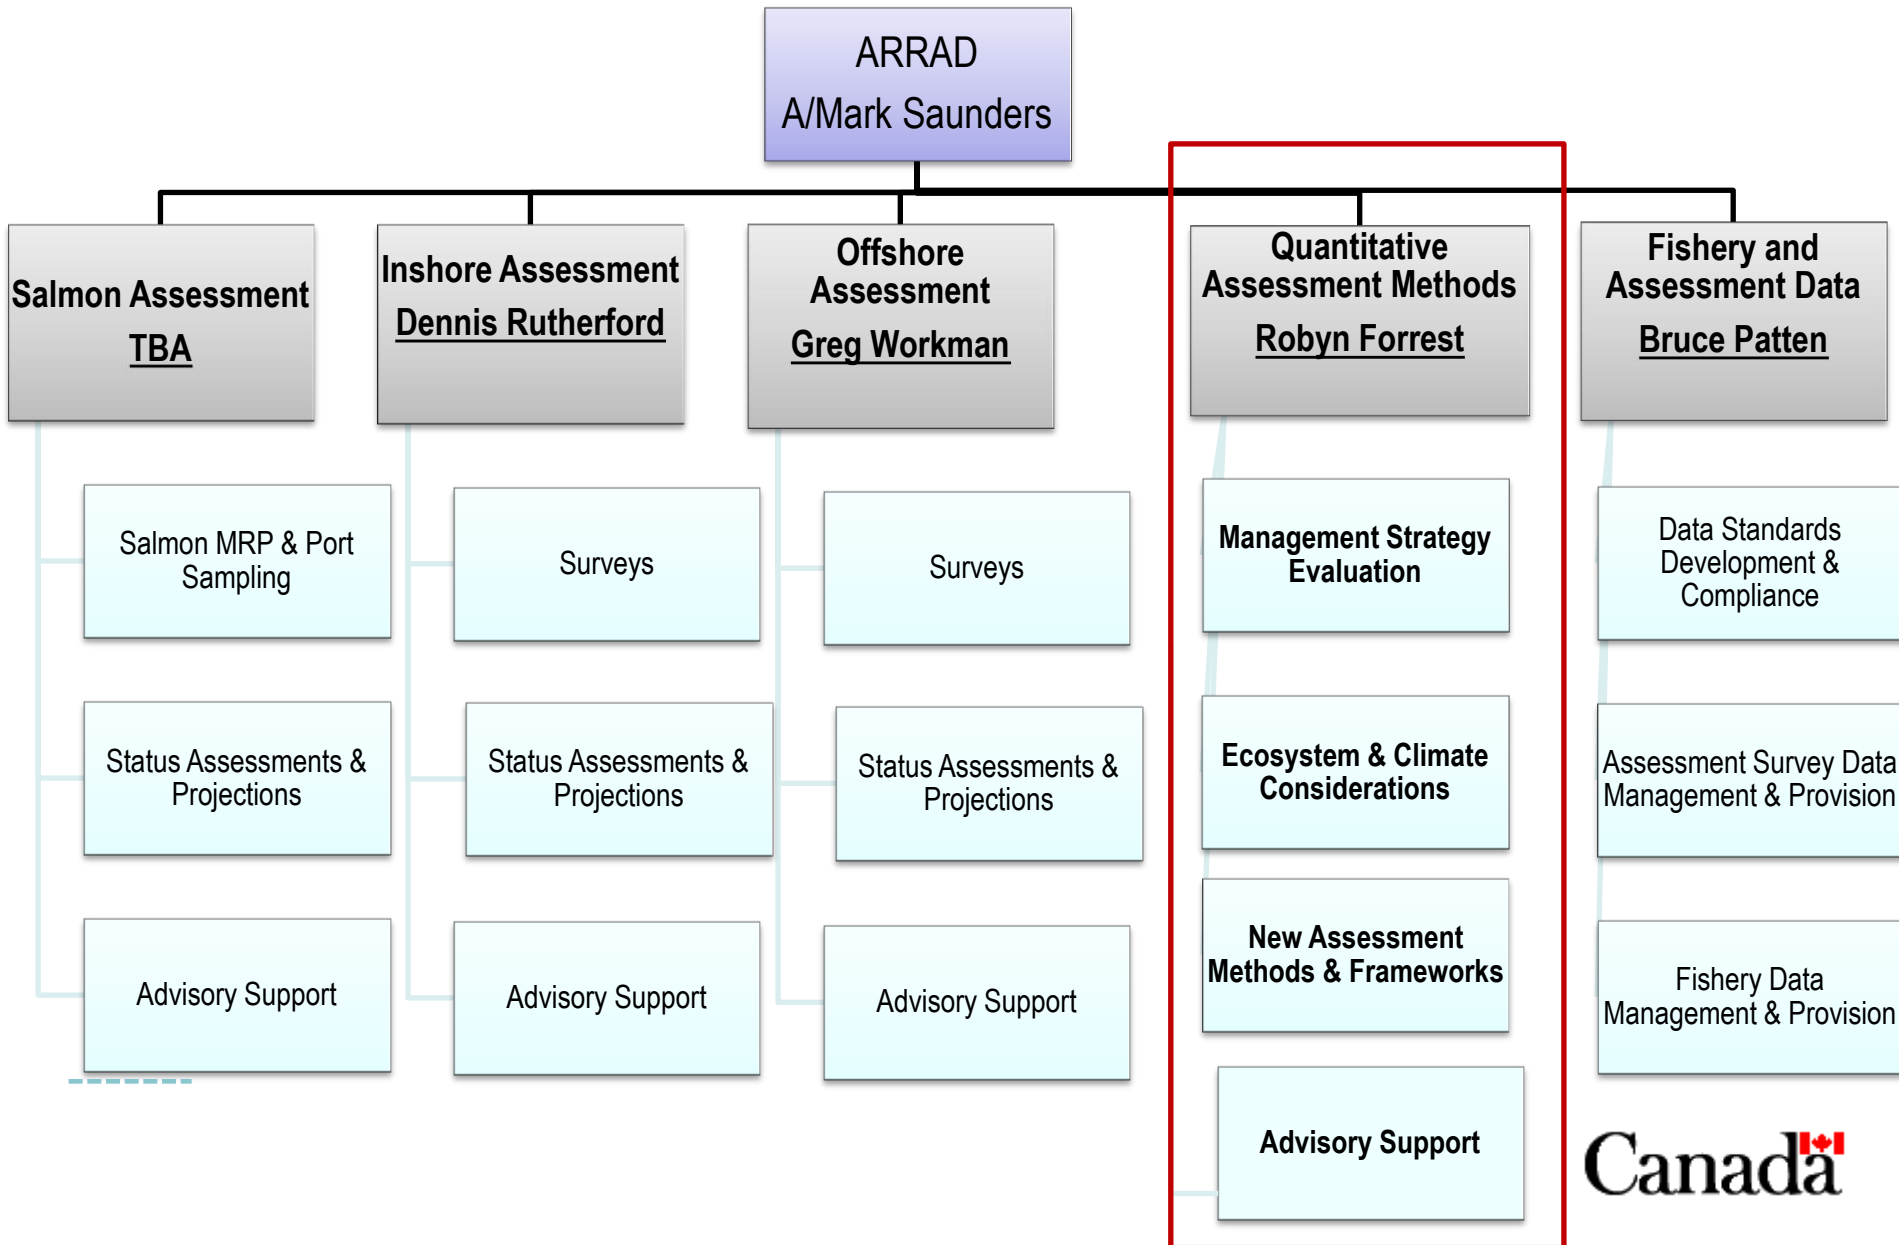 ARRAD
A/Mark Saunders
Salmon Assessment
TBA
Inshore Assessment
Dennis Rutherford
Offshore
Assessment
Greg Workman
Quantitative
Assessment Methods
Robyn Forrest
Fishery and
Assessment Data
Bruce Patten
Salmon MRP & Port
Sampling
Status Assessments &
Projections
Advisory Support
Surveys
Status Assessments &
Projections
Advisory Support
Surveys
Status Assessments &
Projections
Advisory Support
Management Strategy
Evaluation
Ecosystem & Climate
Considerations
New Assessment
Methods & Frameworks
Advisory Support
Data Standards
Development &
Compliance
Assessment Survey Data
Management & Provision
Fishery Data
Management & Provision
Canada